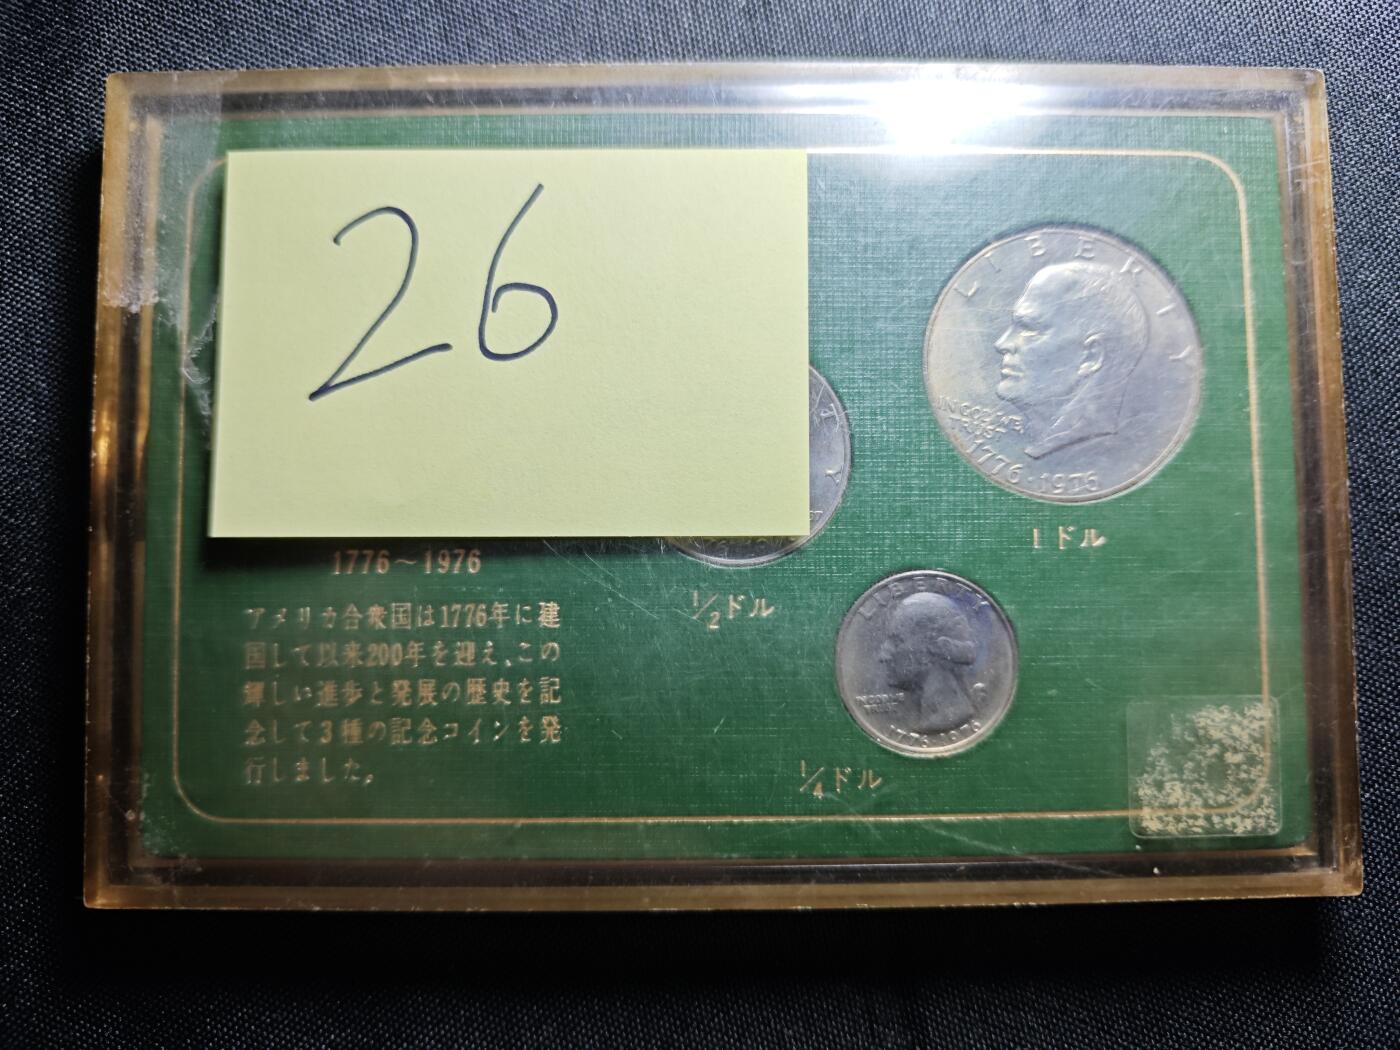 26
LIBERTY
IN GOD WE
TRUST
1776·1976
1ドル
1776～1976
1/2ドル
LIBERTY
1776·1976
1/4ドル
アメリカ合衆国は1776年に建
国して以来200年を迎え、この
輝しい進歩と発展の歴史を記
念して3種の記念コインを発
行しました。